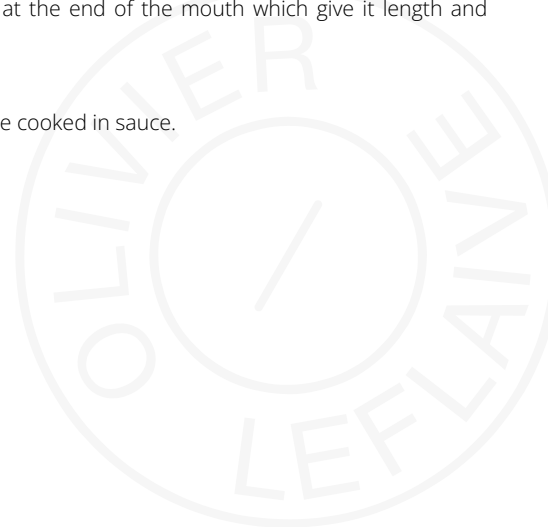 at the end of the mouth which give it length and
e cooked in sauce.
OLIVIER
LEFLAIVE